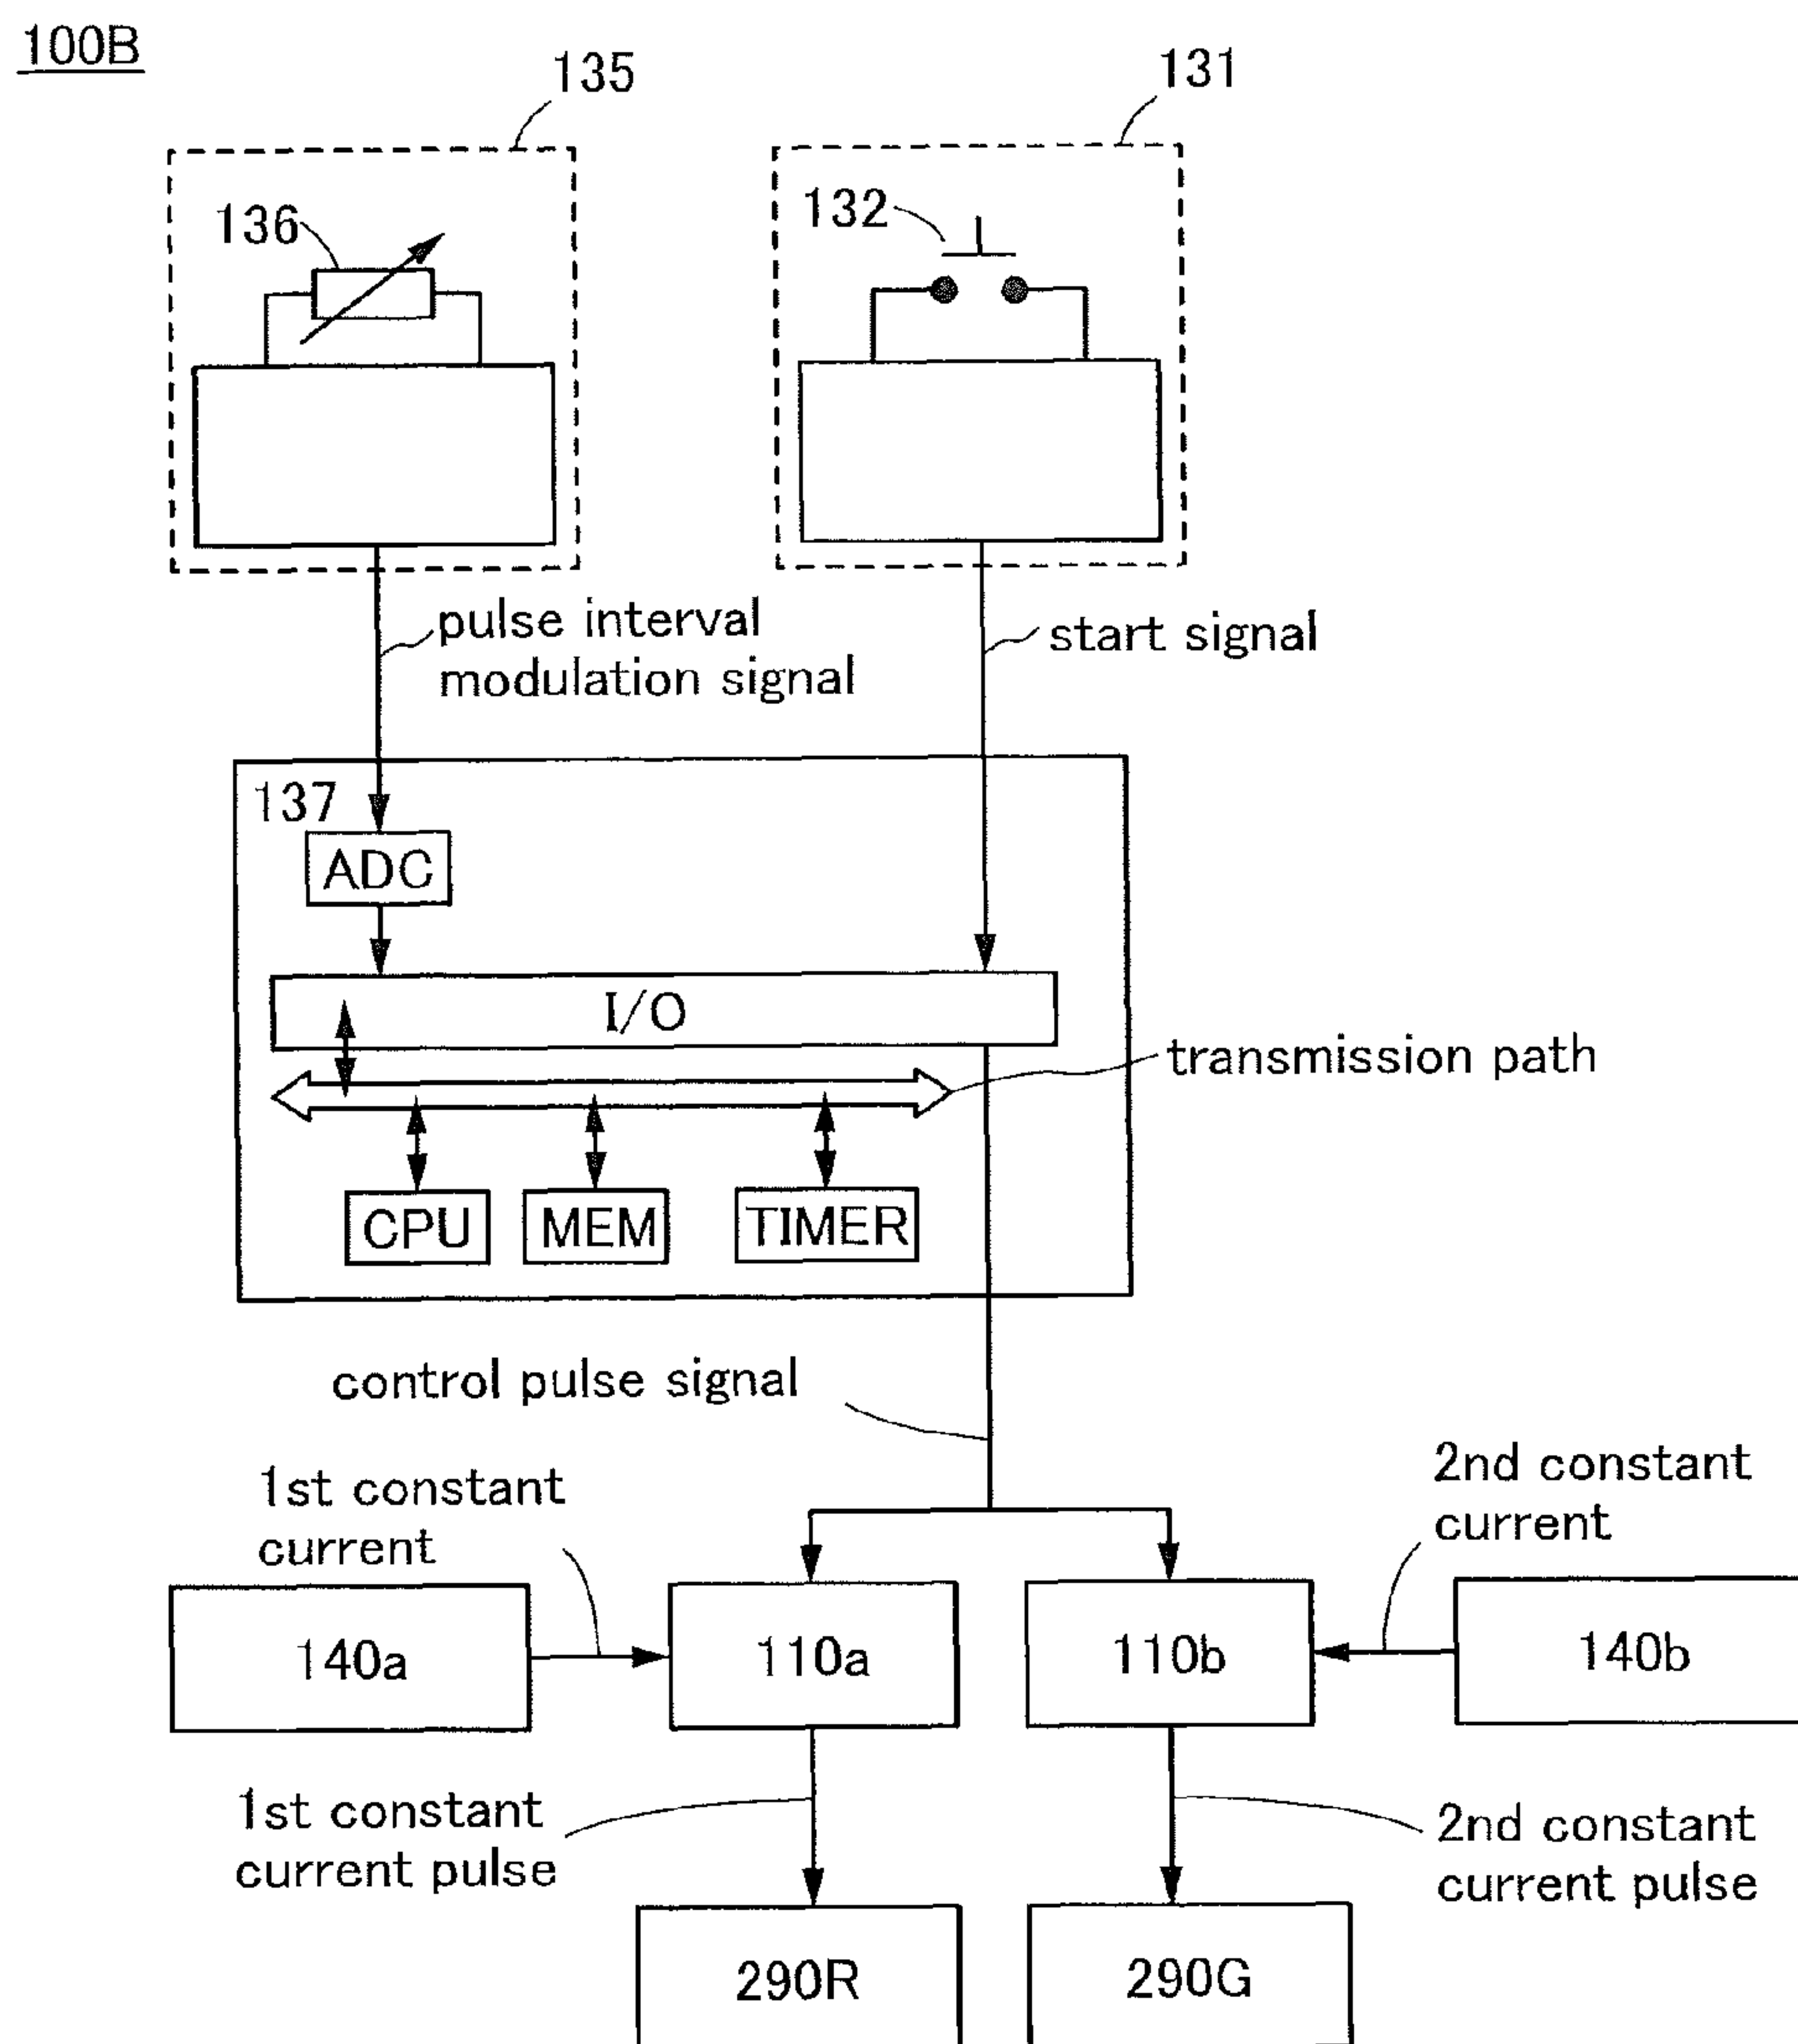 100B
135
131
136
132
pulse interval
modulation signal
start signal
137
ADC
I/O
transmission path
CPU
MEM
TIMER
control pulse signal
1st constant
current
2nd constant
current
140a
110a
110b
140b
1st constant
current pulse
2nd constant
current pulse
290R
290G